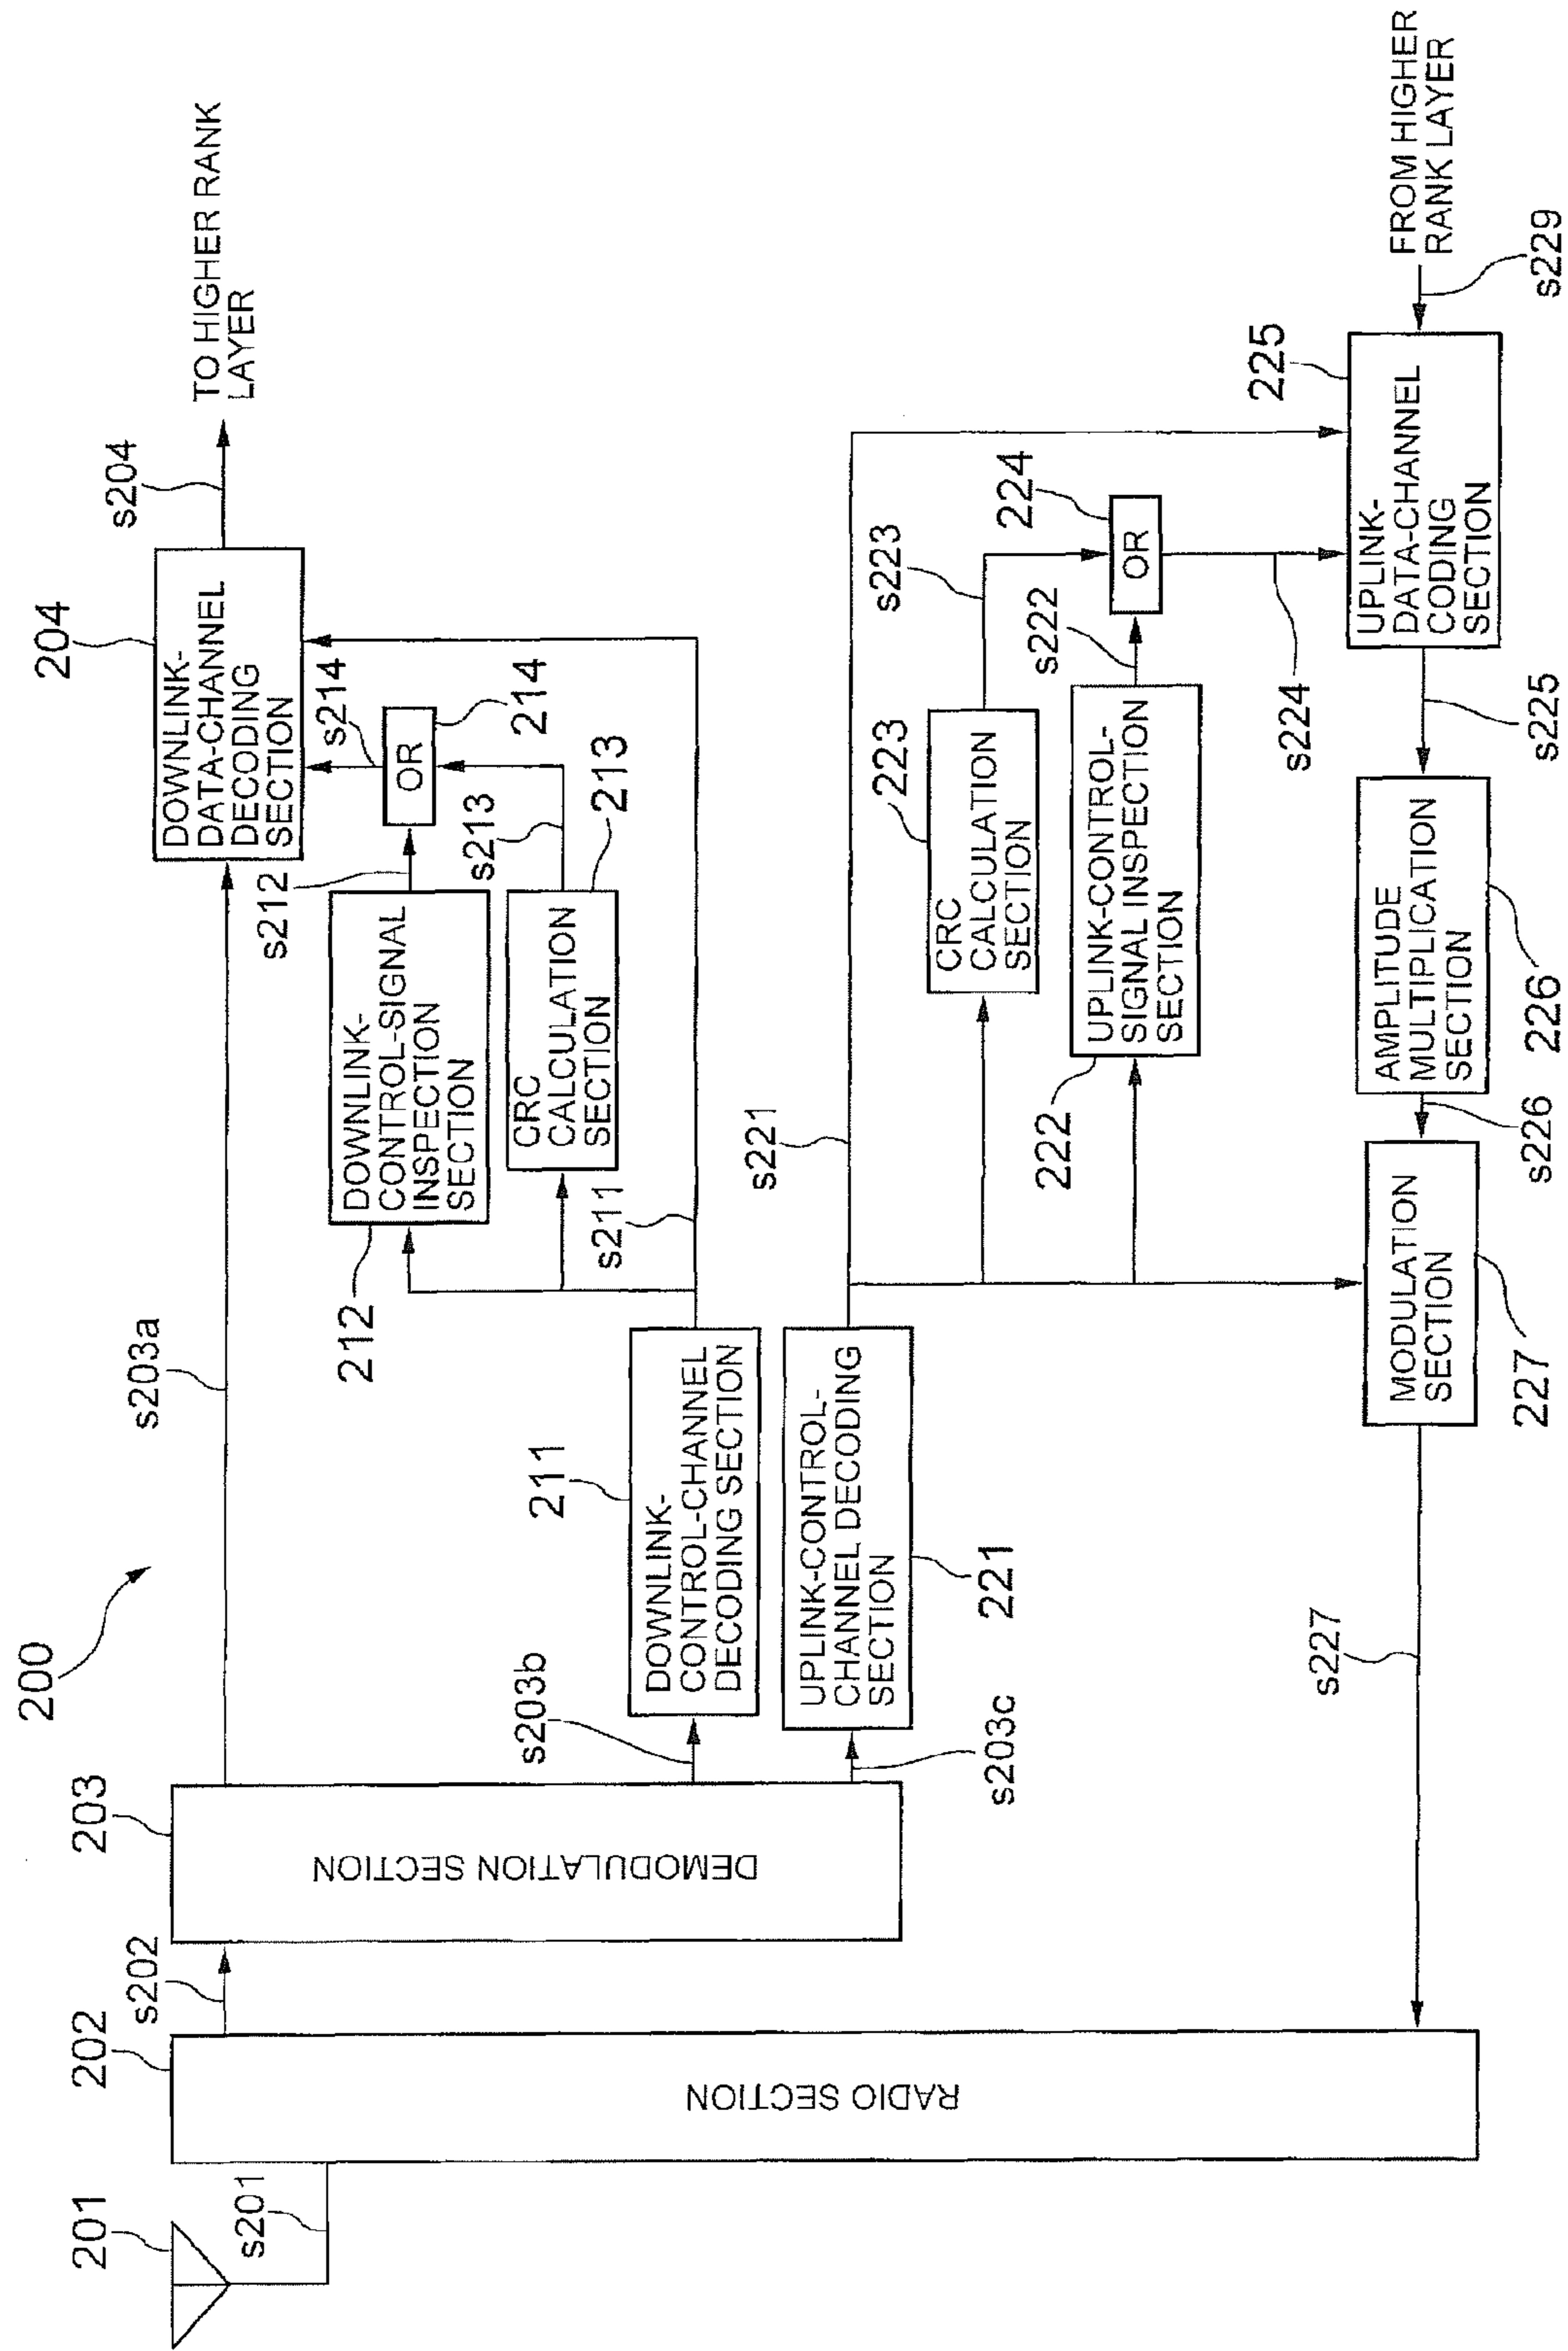 200
201
s201
202
RADIO SECTION
s202
203
DEMODULATION SECTION
s203a
s203b
s203c
204
DOWNLINK-
DATA-CHANNEL
DECODING
SECTION
s204
TO HIGHER RANK
LAYER
211
DOWNLINK-
CONTROL-CHANNEL
DECODING SECTION
s211
212
DOWNLINK-
CONTROL-SIGNAL
INSPECTION
SECTION
s212
213
CRC
CALCULATION
SECTION
s213
214
OR
s214
221
UPLINK-CONTROL-
CHANNEL DECODING
SECTION
s221
222
UPLINK-CONTROL-
SIGNAL INSPECTION
SECTION
s222
223
CRC
CALCULATION
SECTION
s223
224
OR
s224
225
UPLINK-
DATA-CHANNEL
CODING
SECTION
s225
FROM HIGHER
RANK LAYER
s229
AMPLITUDE
MULTIPLICATION
SECTION
226
s226
MODULATION
SECTION
227
s227